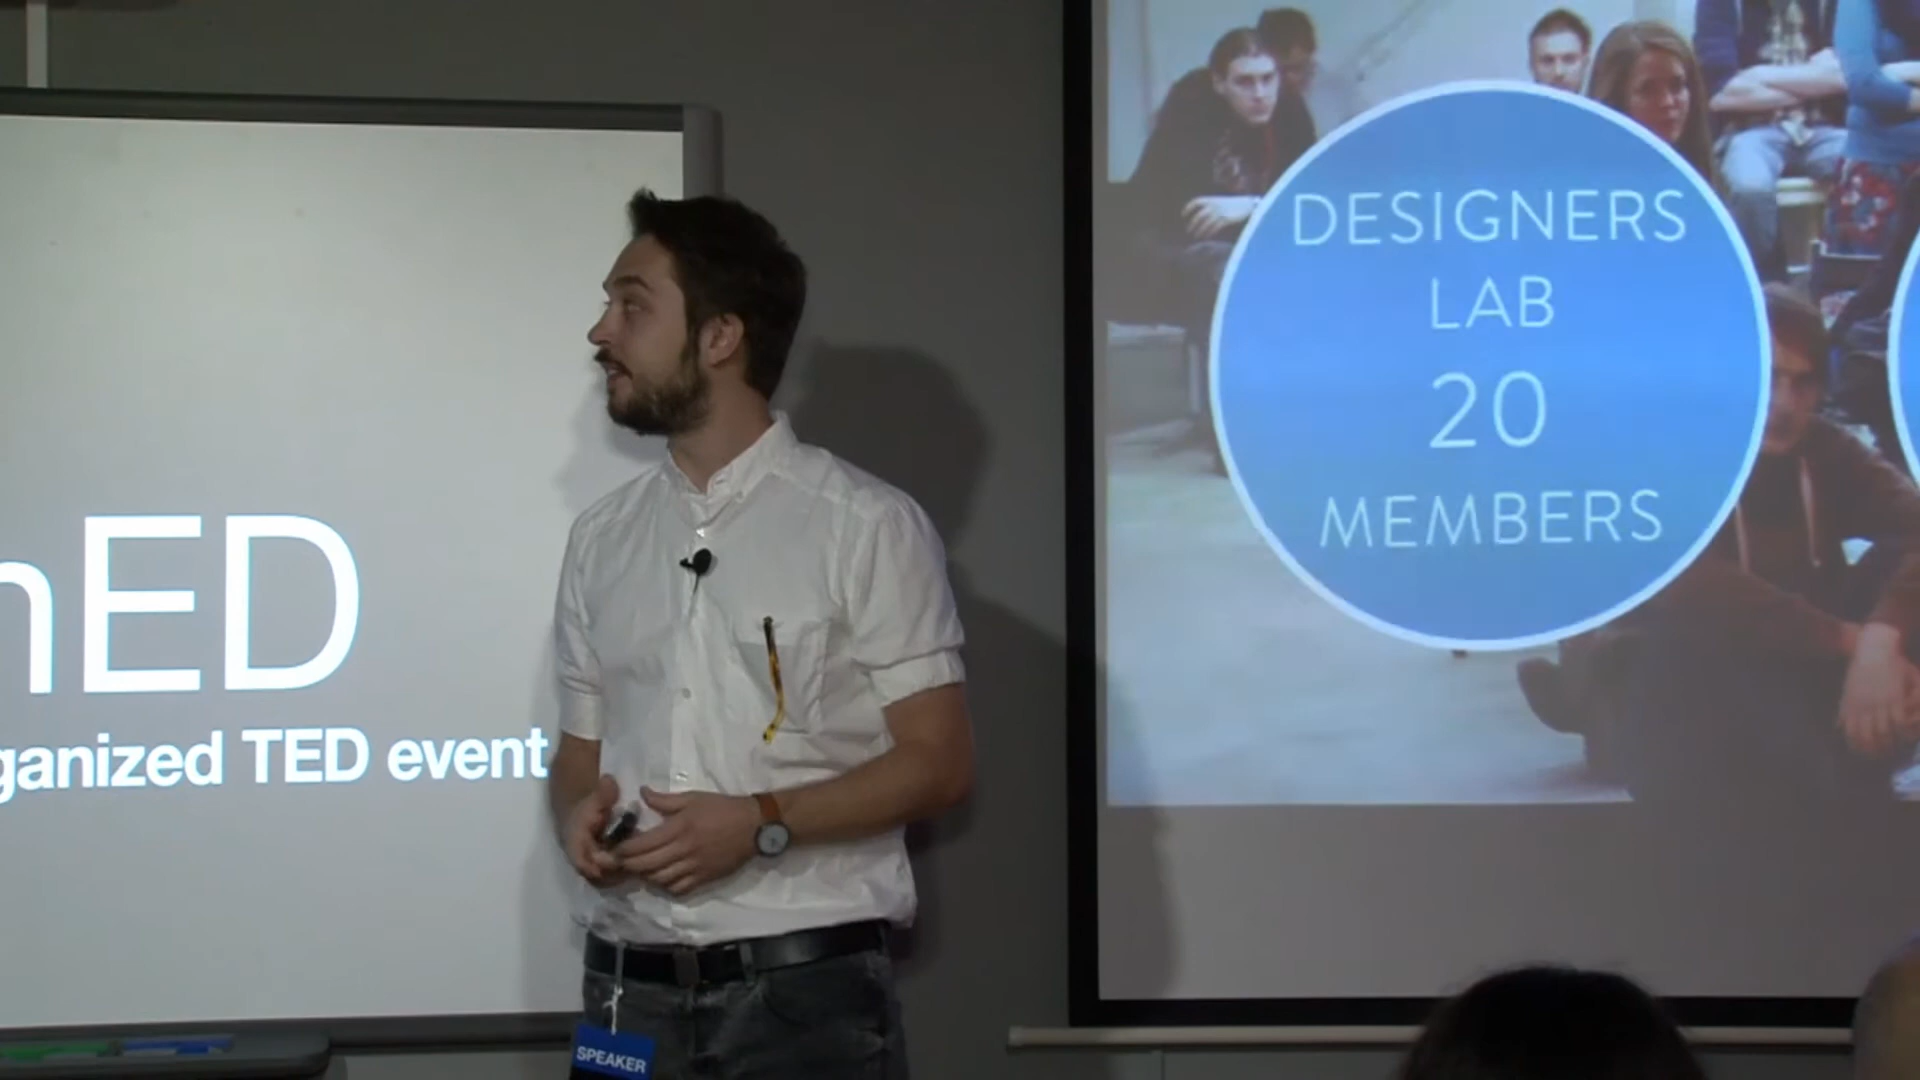 nED
ganized TED event
SPEAKER
DESIGNERS
LAB
20
MEMBERS